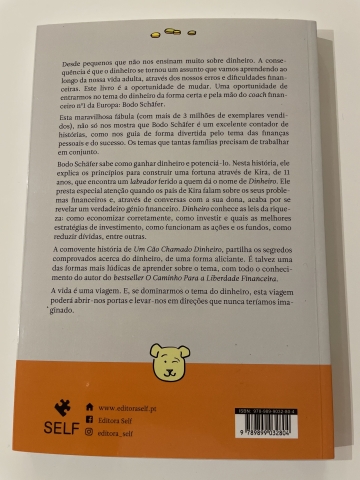 Desde pequenos que não nos ensinam muito sobre dinheiro. A conse-
quência é que o dinheiro se tornou um assunto que vamos aprendendo ao
longo da nossa vida adulta, através dos nossos erros e dificuldades finan-
ceiras. Este livro é a oportunidade de mudar. Uma oportunidade de
entrarmos no tema do dinheiro da forma certa e pela mão do coach finan-
ceiro nº1 da Europa: Bodo Schäfer.
Esta maravilhosa fábula (com mais de 3 milhões de exemplares vendi-
dos), não só nos mostra que Bodo Schäfer é um excelente contador de
histórias, como nos guia de forma divertida pelo tema das finanças
pessoais e do sucesso. Os temas que tantas famílias precisam de trabalhar
em conjunto.
Bodo Schäfer sabe como ganhar dinheiro e potenciá-lo. Nesta história, ele
explica os princípios para construir uma fortuna através de Kira, de 11
anos, que encontra um labrador ferido a quem dá o nome de Dinheiro. Ele
presta especial atenção quando os pais de Kira falam sobre os seus proble-
mas financeiros e, através de conversas com a sua dona, acaba por se
revelar um verdadeiro génio financeiro. Dinheiro conhece as leis da rique-
za: como economizar corretamente, como investir e quais as melhores
estratégias de investimento, como funcionam as ações e os fundos, como
reduzir dívidas, entre outras.
A comovente história de Um Cão Chamado Dinheiro, partilha os segredos
comprovados acerca do dinheiro, de uma forma aliciante. É talvez uma
das formas mais lúdicas de aprender sobre o tema, com todo o conheci-
mento do autor do bestseller O Caminho Para a Liberdade Financeira.
A vida é uma viagem. E, se dominarmos o tema do dinheiro, esta viagem
poderá abrir-nos portas e levar-nos em direções que nunca teríamos ima-
ginado.
SELF
www.editoraself.pt
Editora Self
editora_self
ISBN 978-989-9032-80-4
9 789899 032804